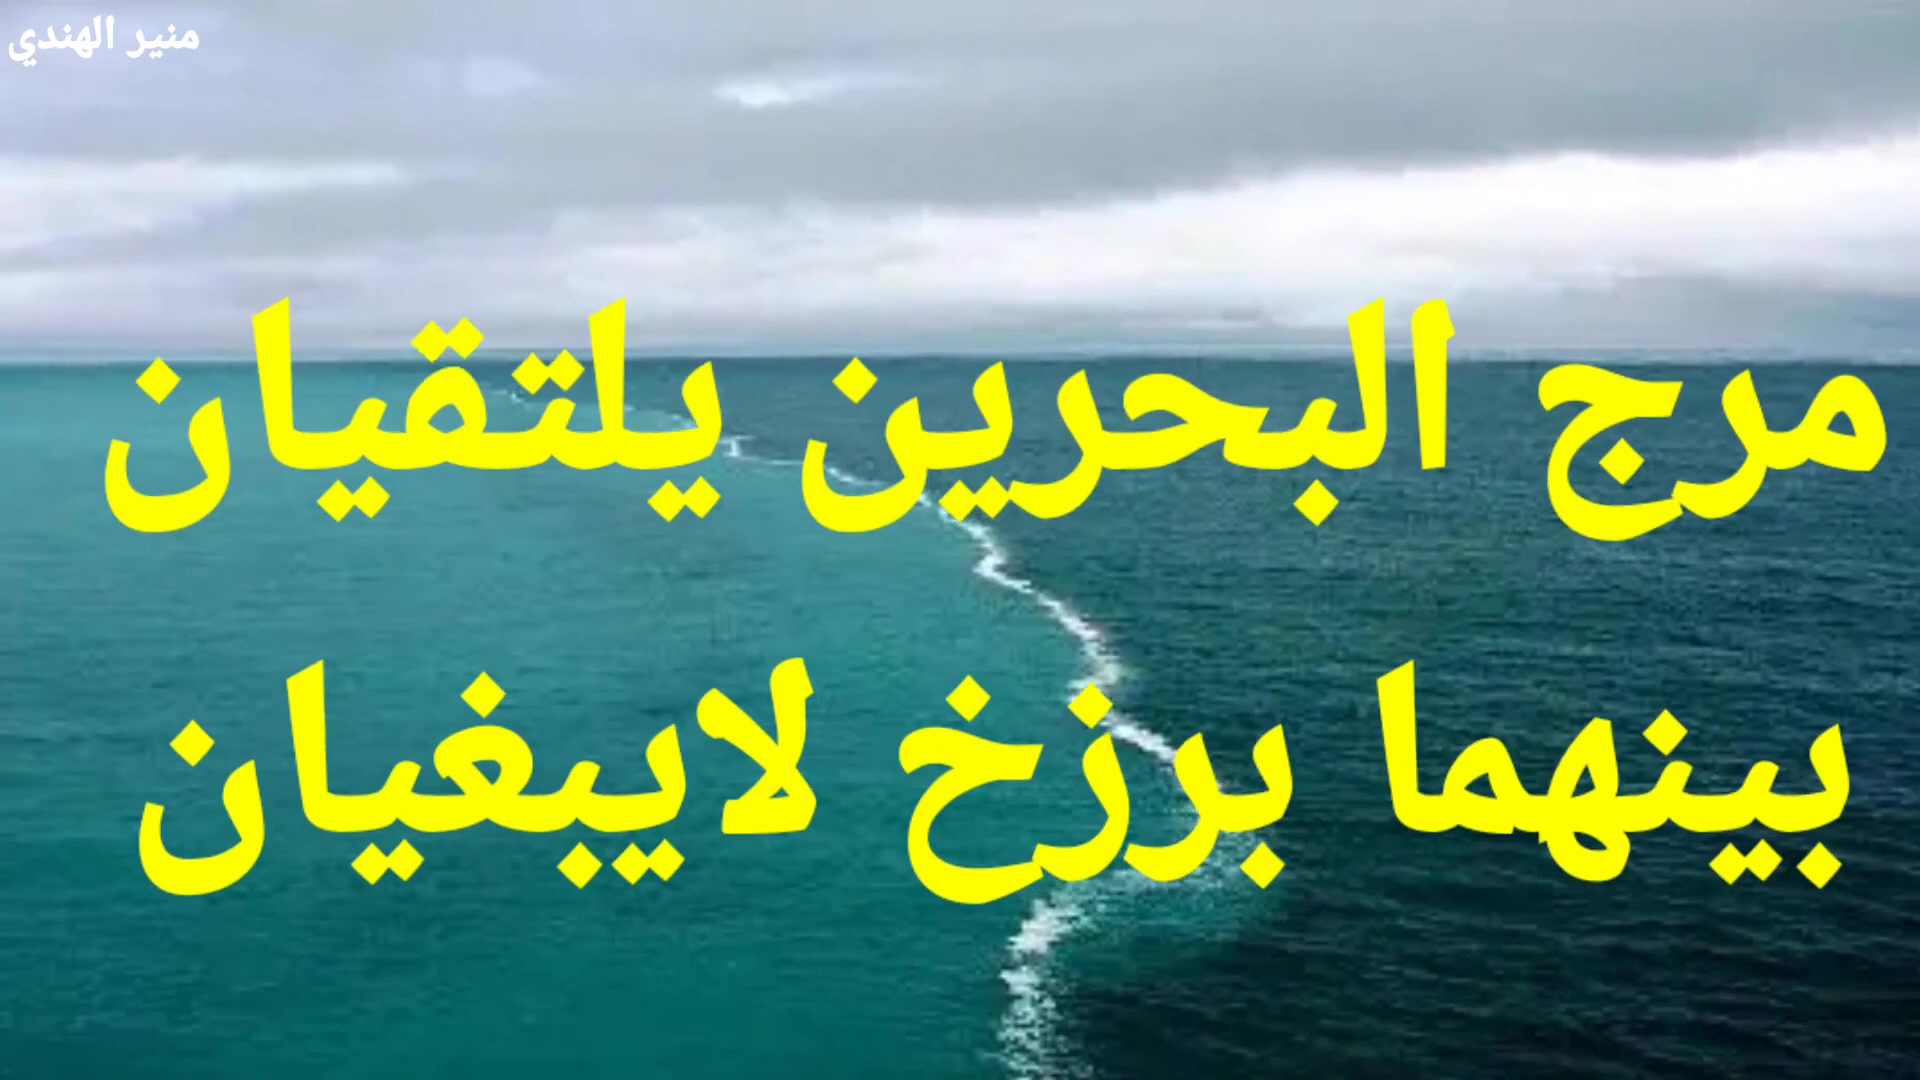 منير الهندي
مرج البحرين يلتقيان
بينهما برزخ لايبغيان